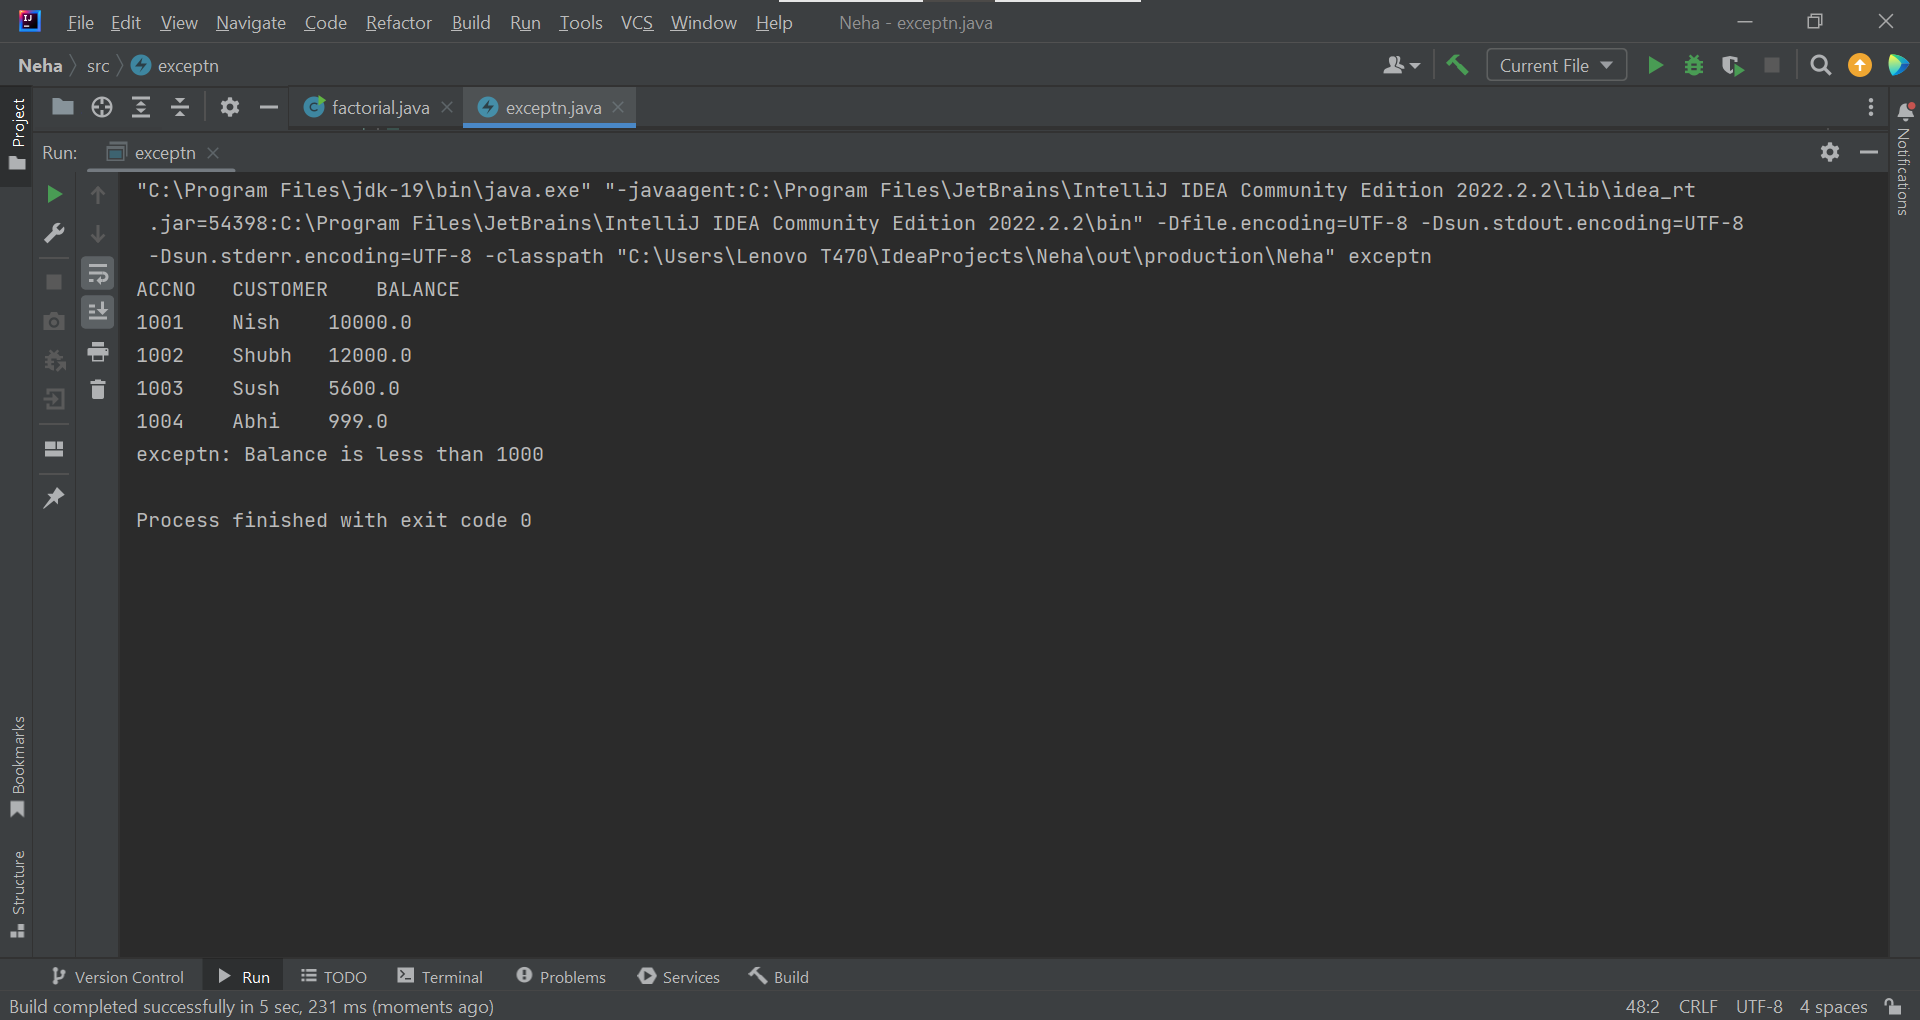 File Edit View Navigate Code Refactor Build Run Tools VCS Window Help Neha - exceptn.java
Neha src exceptn Current File
Project
factorial.java exceptn.java
Notifications
Run: exceptn
"C:\Program Files\jdk-19\bin\java.exe" "-javaagent:C:\Program Files\JetBrains\IntelliJ IDEA Community Edition 2022.2.2\lib\idea_rt
.jar=54398:C:\Program Files\JetBrains\IntelliJ IDEA Community Edition 2022.2.2\bin" -Dfile.encoding=UTF-8 -Dsun.stdout.encoding=UTF-8
-Dsun.stderr.encoding=UTF-8 -classpath "C:\Users\Lenovo T470\IdeaProjects\Neha\out\production\Neha" exceptn
ACCNO CUSTOMER BALANCE
1001 Nish 10000.0
1002 Shubh 12000.0
1003 Sush 5600.0
1004 Abhi 999.0
exceptn: Balance is less than 1000
Process finished with exit code 0
Bookmarks
Structure
Version Control Run TODO Terminal Problems Services Build
Build completed successfully in 5 sec, 231 ms (moments ago) 48:2 CRLF UTF-8 4 spaces